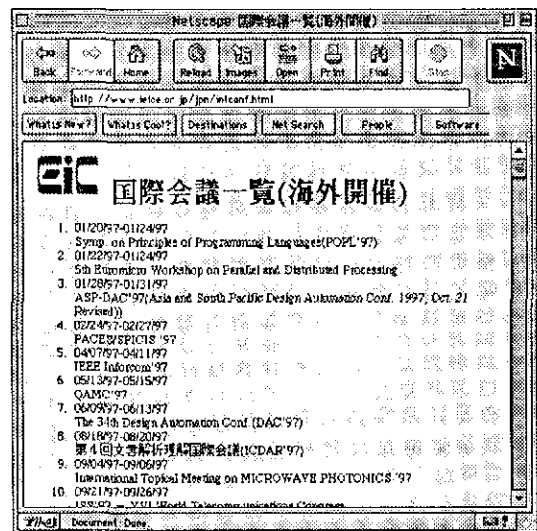 Netscape: 国際会議一覧(海外開催)
Back Forward Home Reload Images Open Print Find Stop
N
Location: http://www.ieice.or.jp/jpn/intconf.html
What's New? What's Cool? Destinations Net Search People Software
EiC
国際会議一覧(海外開催)
1. 01/20/97-01/24/97
Symp. on Principles of Programming Languages(POPL'97)
2. 01/22/97-01/24/97
5th Euromicro Workshop on Parallel and Distributed Processing
3. 01/28/97-01/31/97
ASP-DAC'97(Asia and South Pacific Design Automation Conf. 1997, Oct. 21
Revised))
4. 02/24/97-02/27/97
PACES/SPICIS '97
5. 04/07/97-04/11/97
IEEE Inforcom'97
6. 05/13/97-05/15/97
QAMC'97
7. 06/09/97-06/13/97
The 34th Design Automation Conf.(DAC'97)
8. 08/18/97-08/20/97
第4回文書解析理解国際会議(ICDAR'97)
9. 09/04/97-09/06/97
International Topical Meeting on MICROWAVE PHOTONICS '97
10. 09/21/97-09/26/97
ISS'97 -- XVI World Telecommunications Congress
Document: Done.